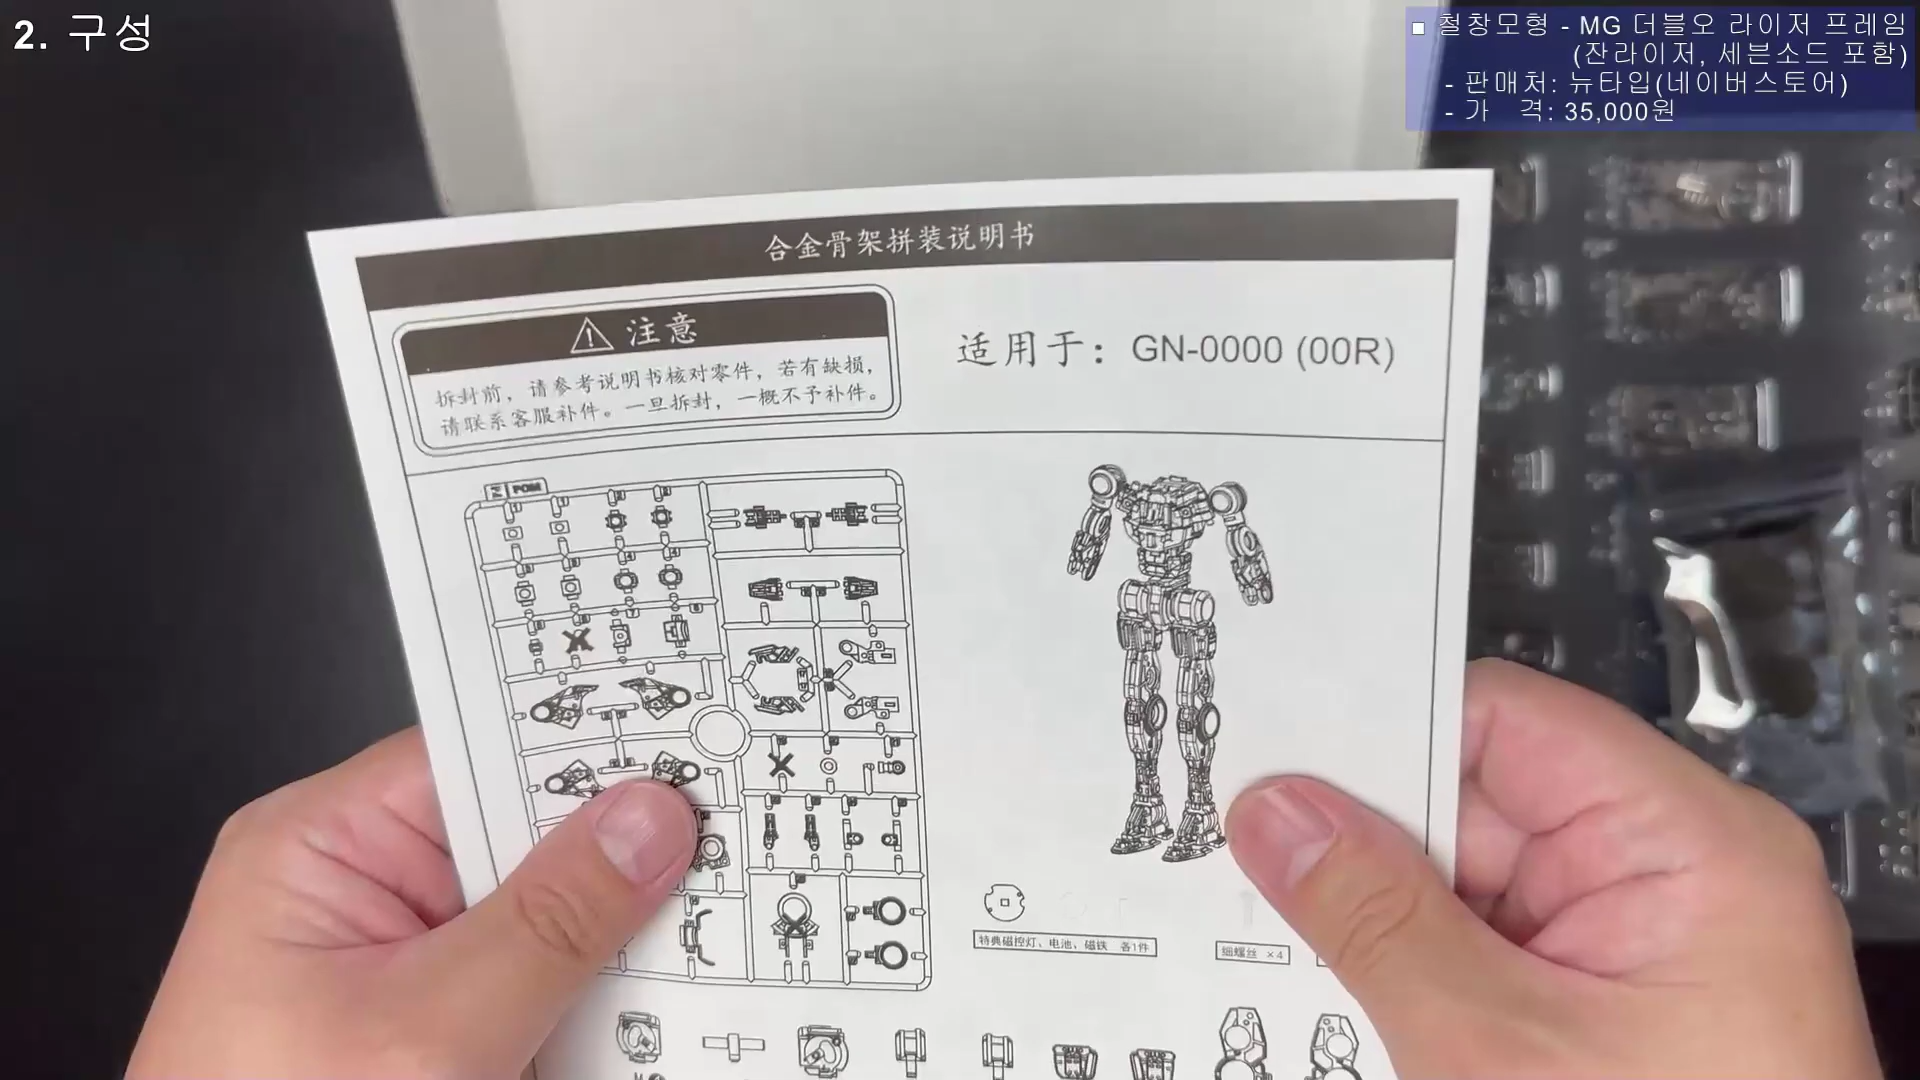 2. 구성
■ 철창모형 - MG 더블오 라이저 프레임
(잔라이저, 세븐소드 포함)
- 판매처: 뉴타입(네이버스토어)
- 가 격: 35,000원
合金骨架拼装说明书
注意
拆封前，请参考说明书核对零件，若有缺损，
请联系客服补件。一旦拆封，一概不予补件。
适用于：GN-0000 (00R)
POM
特典磁控灯、电池、磁铁 各1件
细螺丝 ×4